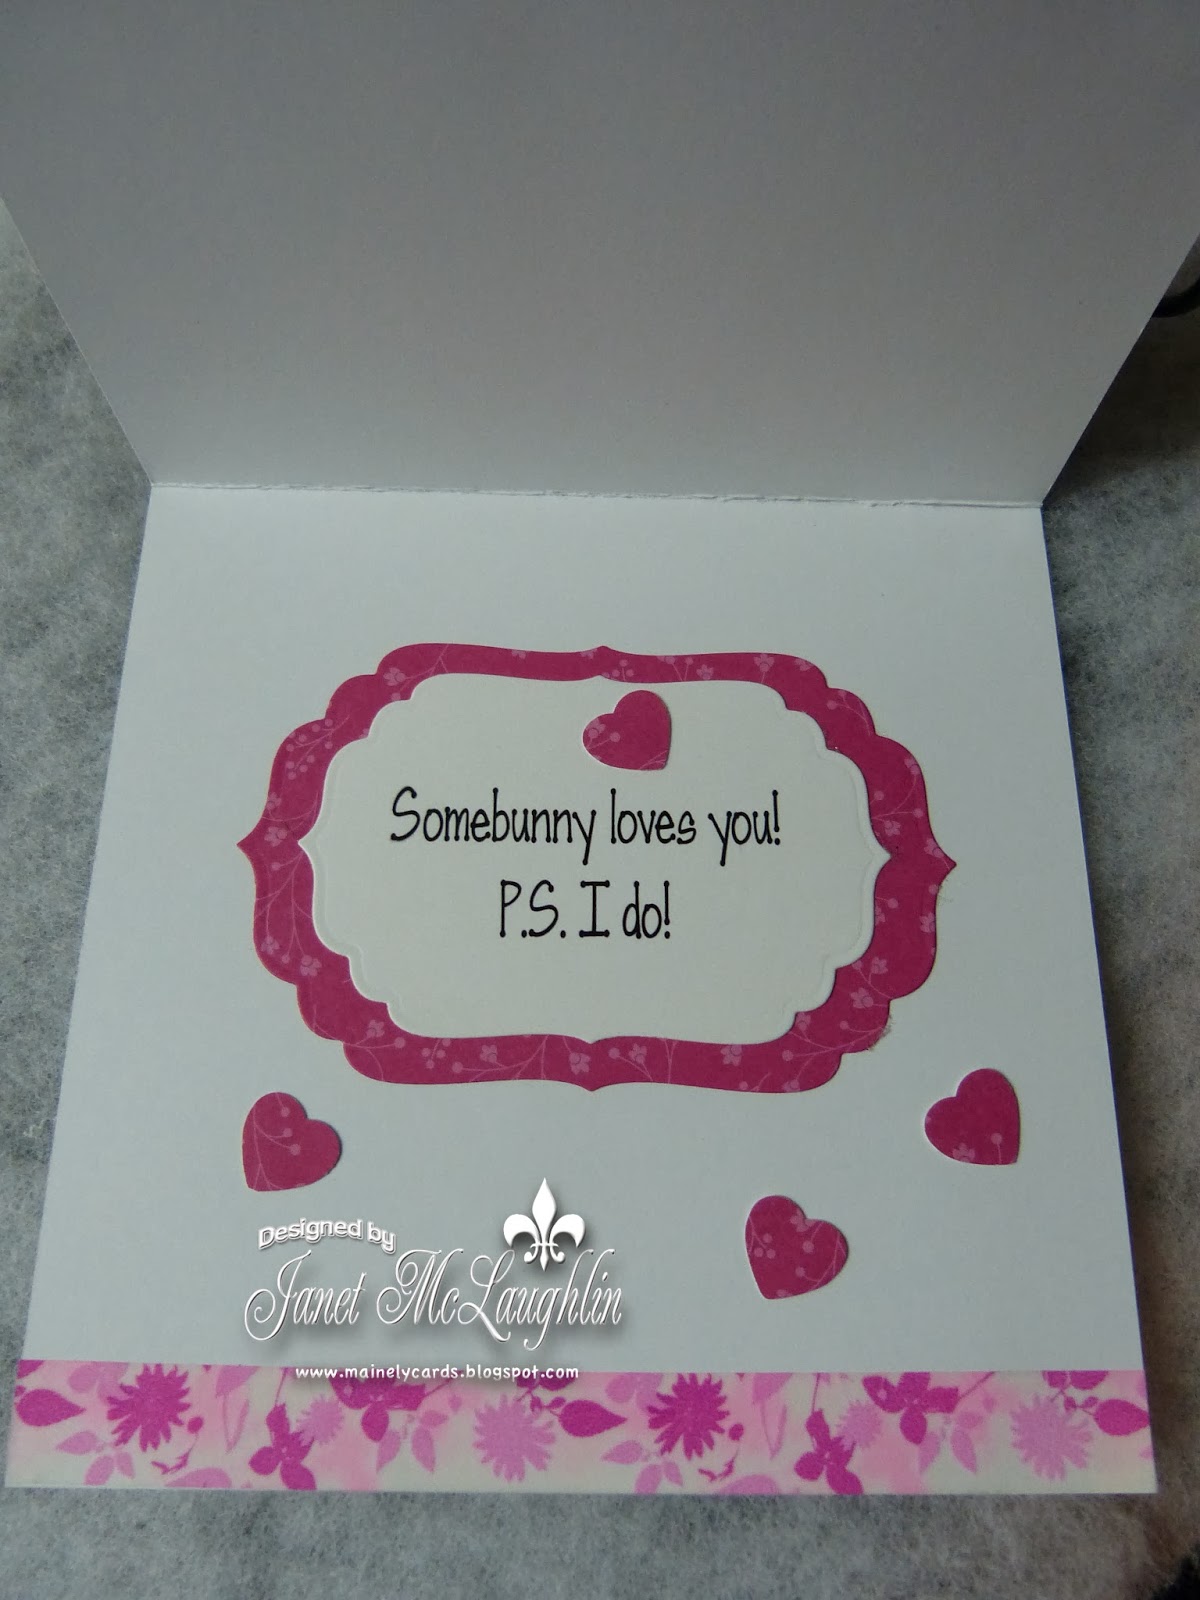 Somebunny loves you!
P.S. I do!
Designed by
Janet McLaughlin
www.mainelycards.blogspot.com